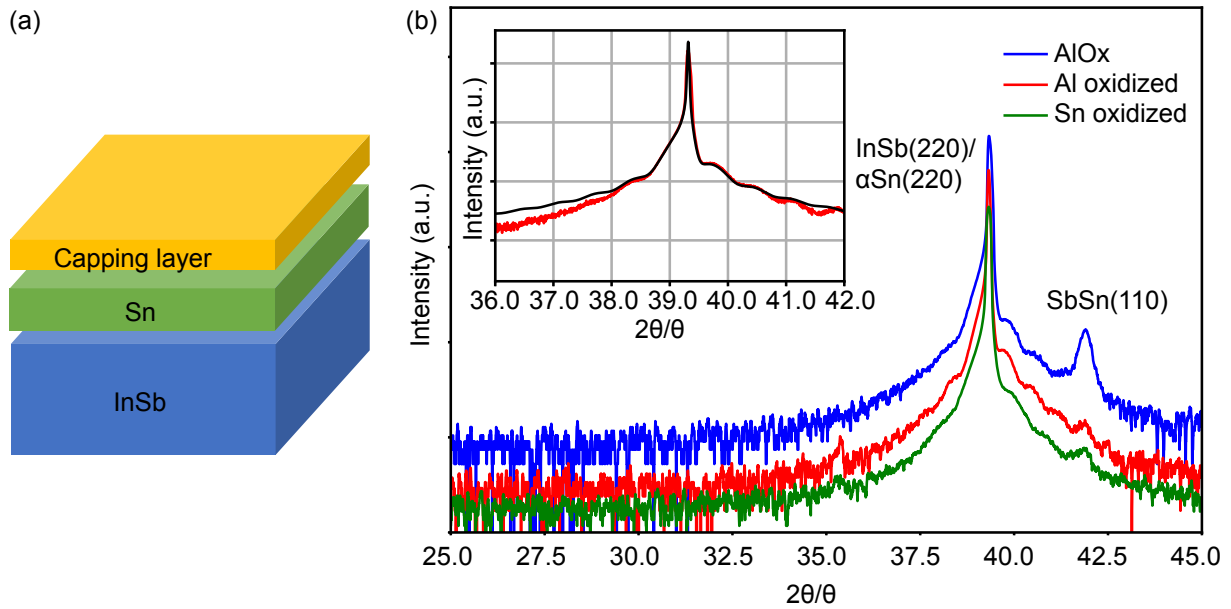 (a)
Capping layer
Sn
InSb
(b)
Intensity (a.u.)
Intensity (a.u.)
36.0 37.0 38.0 39.0 40.0 41.0 42.0
2θ/θ
AlOx
Al oxidized
Sn oxidized
InSb(220)/
αSn(220)
SbSn(110)
25.0 27.5 30.0 32.5 35.0 37.5 40.0 42.5 45.0
2θ/θ